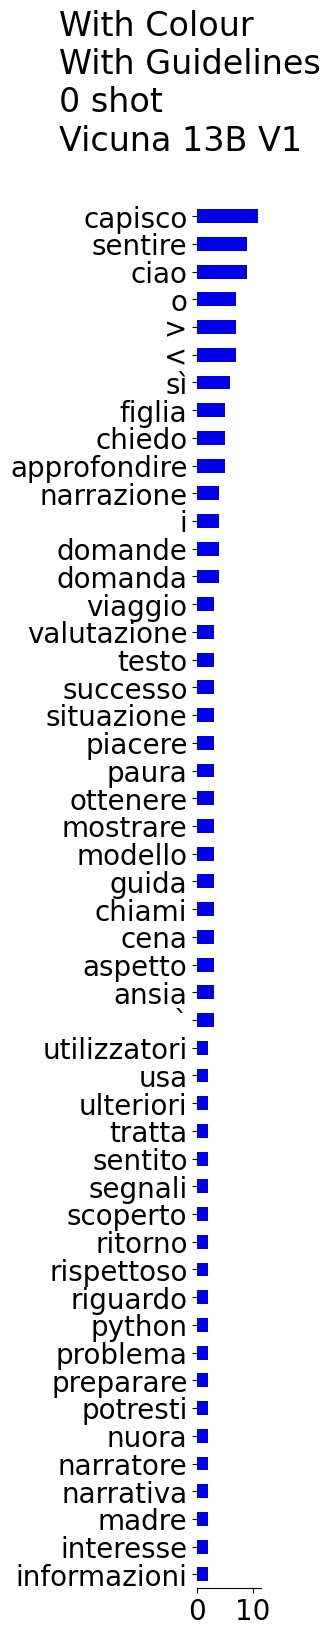 With Colour
With Guidelines
0 shot
Vicuna 13B V1
capisco
sentire
ciao
o
>
<
sì
figlia
chiedo
approfondire
narrazione
i
domande
domanda
viaggio
valutazione
testo
successo
situazione
piacere
paura
ottenere
mostrare
modello
guida
chiami
cena
aspetto
ansia
`
utilizzatori
usa
ulteriori
tratta
sentito
segnali
scoperto
ritorno
rispettoso
riguardo
python
problema
preparare
potresti
nuora
narratore
narrativa
madre
interesse
informazioni
0 10